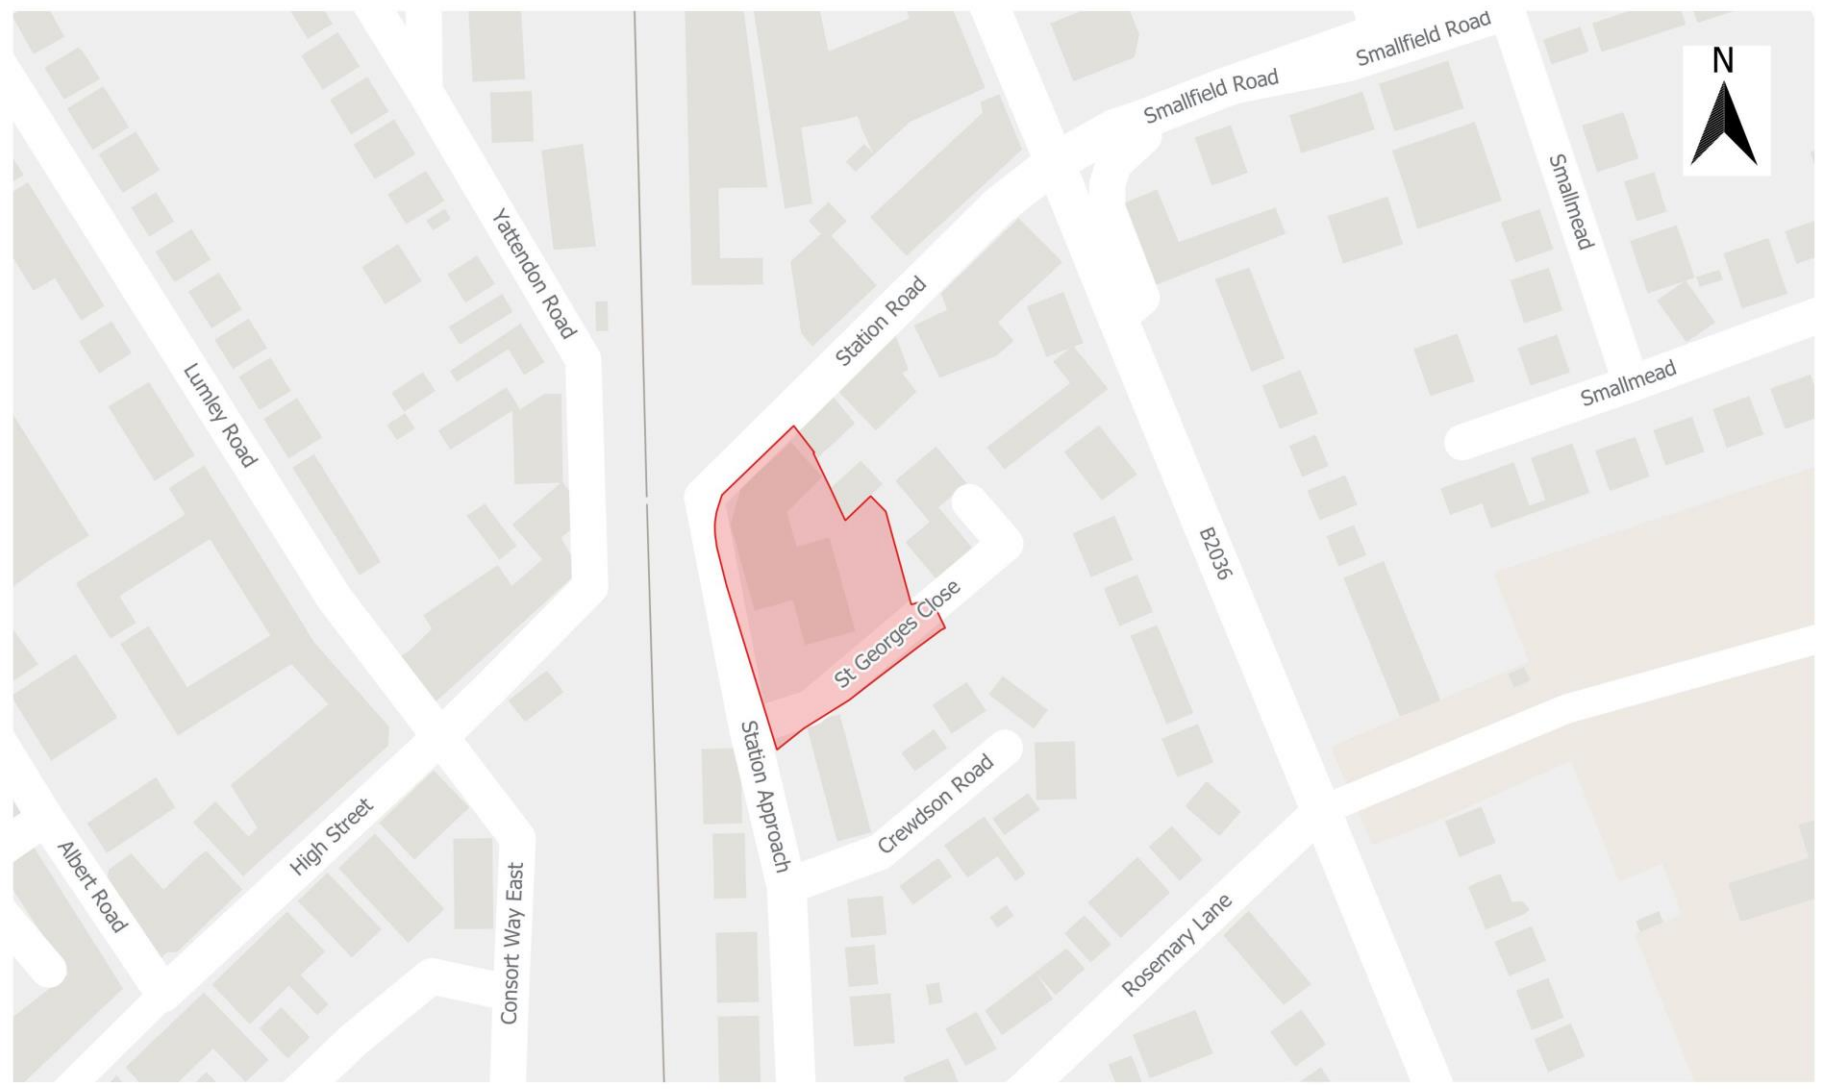 Smallfield Road
Smallfield Road
N
Smallmead
Yattendon Road
Station Road
Lumley Road
Smallmead
B2036
St Georges Close
Station Approach
Crewdson Road
High Street
Albert Road
Consort Way East
Rosemary Lane